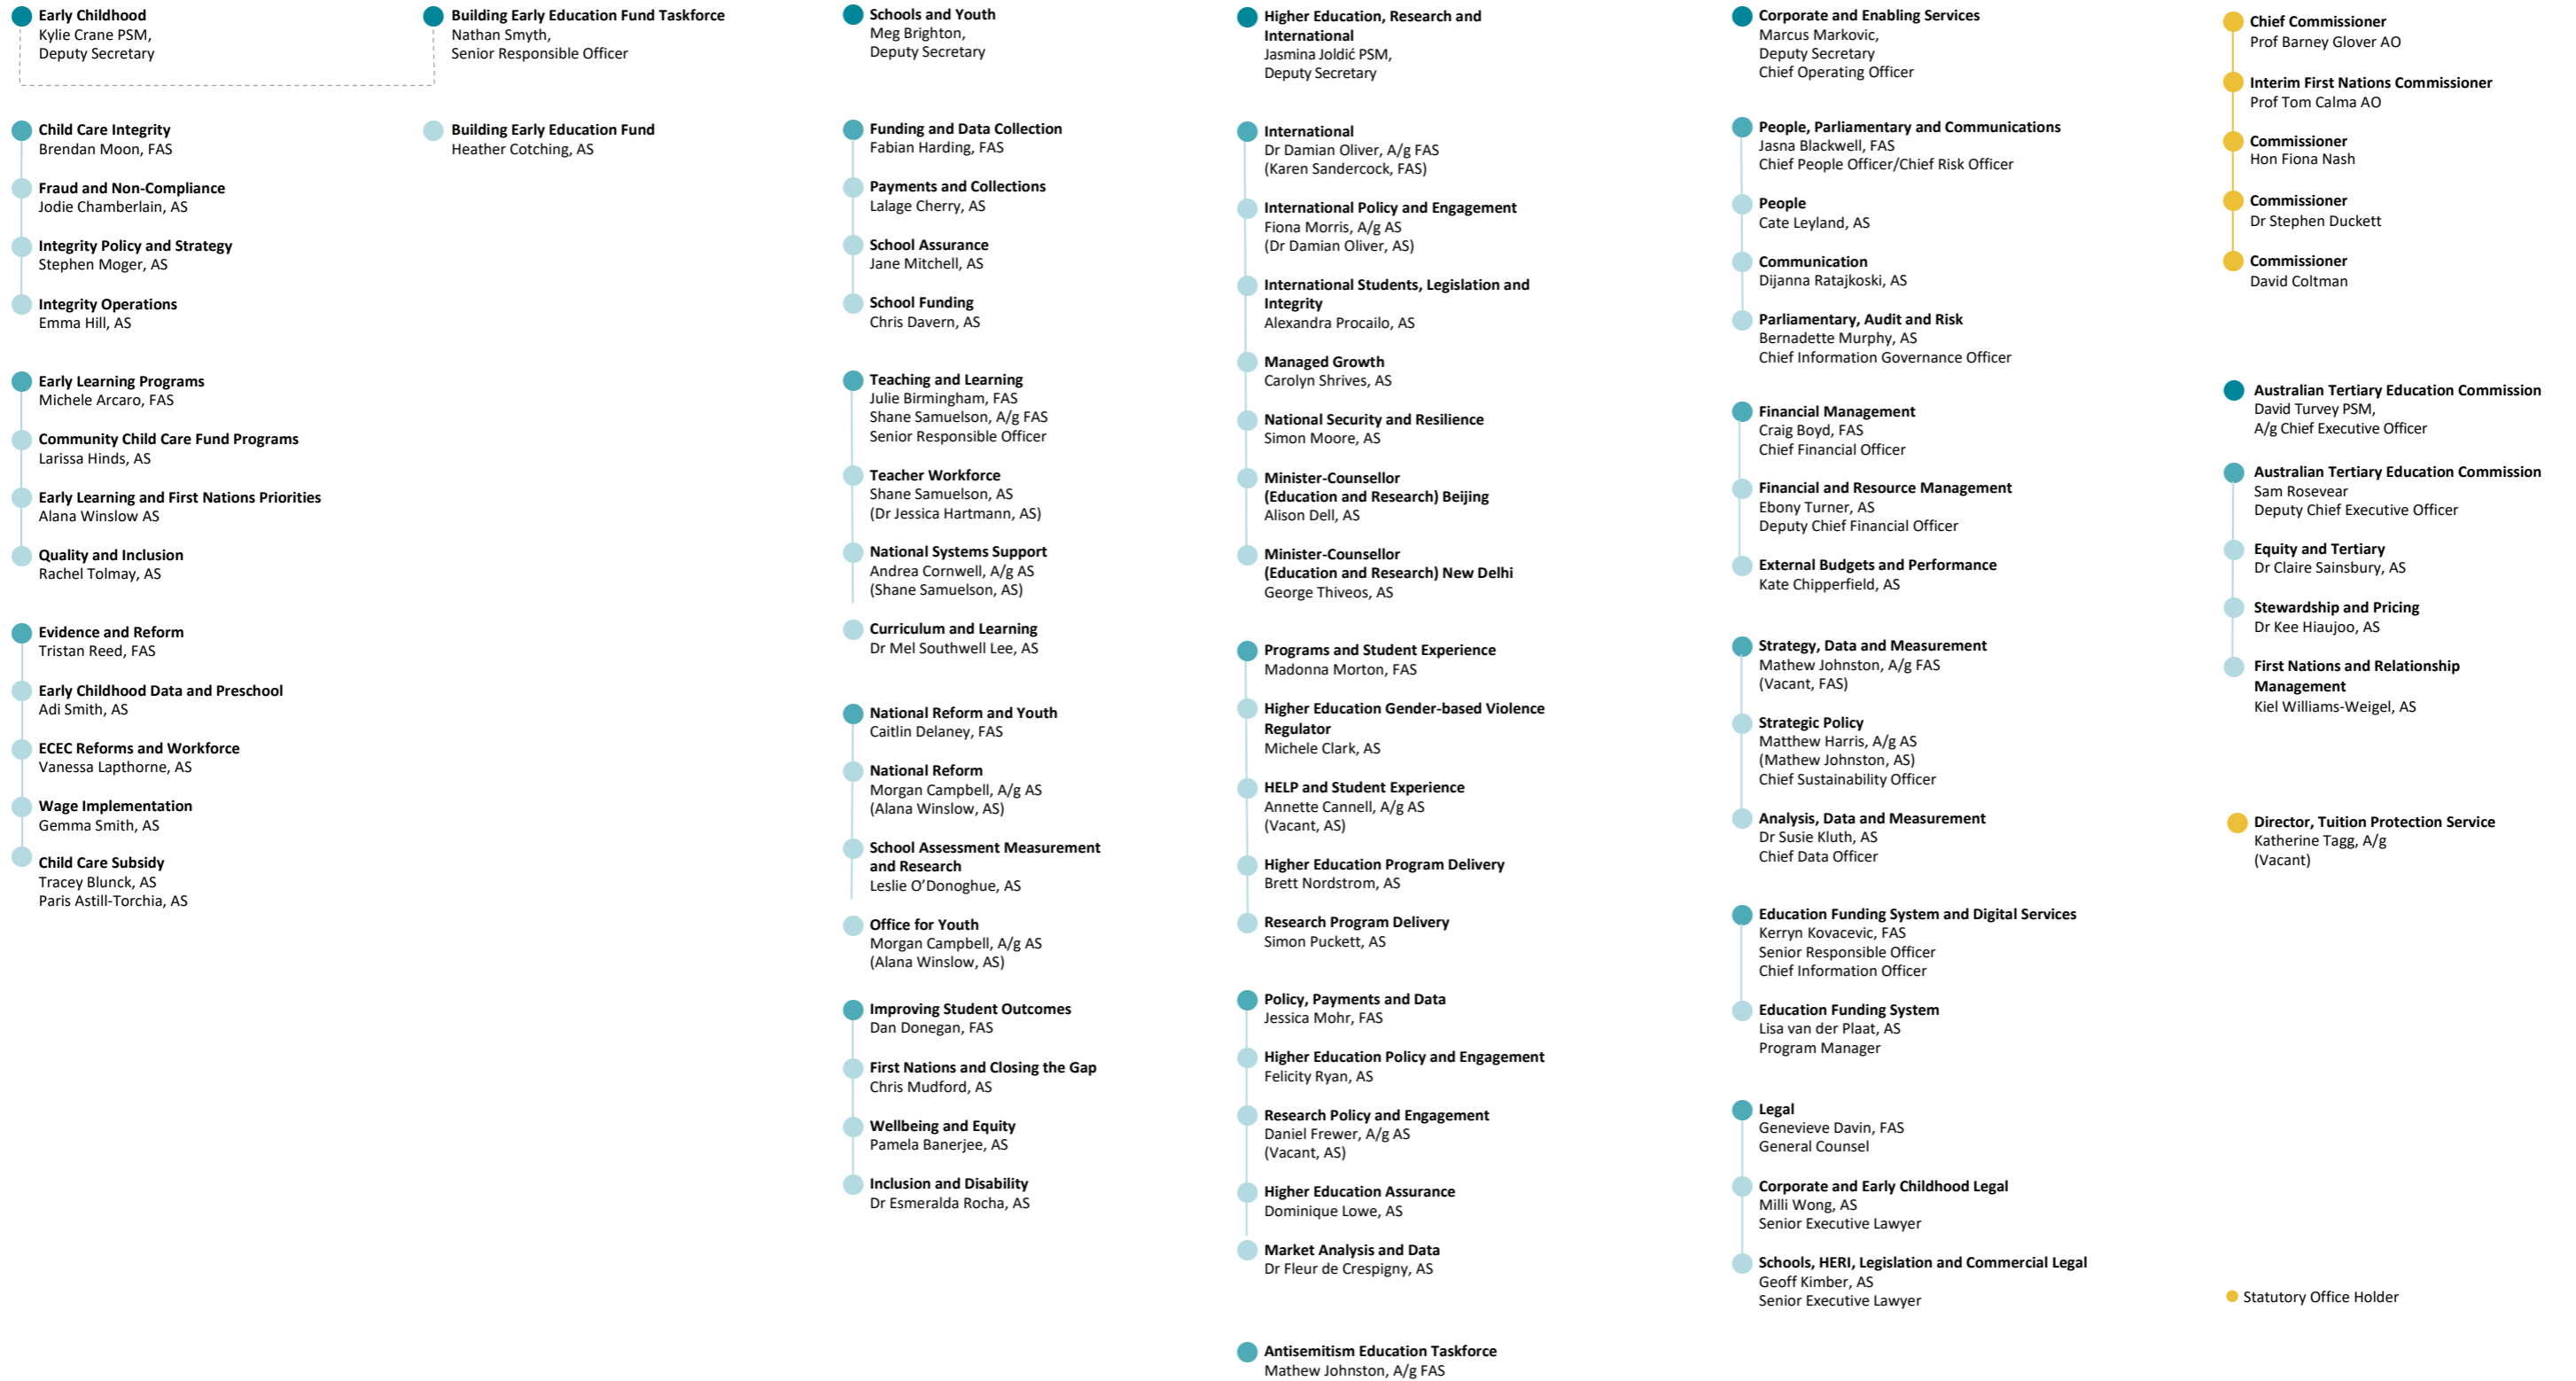 Early Childhood
Kylie Crane PSM,
Deputy Secretary
Building Early Education Fund Taskforce
Nathan Smyth,
Senior Responsible Officer
Child Care Integrity
Brendan Moon, FAS
Fraud and Non-Compliance
Jodie Chamberlain, AS
Integrity Policy and Strategy
Stephen Moger, AS
Integrity Operations
Emma Hill, AS
Early Learning Programs
Michele Arcaro, FAS
Community Child Care Fund Programs
Larissa Hinds, AS
Early Learning and First Nations Priorities
Alana Winslow AS
Quality and Inclusion
Rachel Tolmay, AS
Evidence and Reform
Tristan Reed, FAS
Early Childhood Data and Preschool
Adi Smith, AS
ECEC Reforms and Workforce
Vanessa Lapthorne, AS
Wage Implementation
Gemma Smith, AS
Child Care Subsidy
Tracey Blunck, AS
Paris Astill-Torchia, AS
Building Early Education Fund
Heather Cotching, AS
Schools and Youth
Meg Brighton,
Deputy Secretary
Funding and Data Collection
Fabian Harding, FAS
Payments and Collections
Lalage Cherry, AS
School Assurance
Jane Mitchell, AS
School Funding
Chris Davern, AS
Teaching and Learning
Julie Birmingham, FAS
Shane Samuelson, A/g FAS
Senior Responsible Officer
Teacher Workforce
Shane Samuelson, AS
(Dr Jessica Hartmann, AS)
National Systems Support
Andrea Cornwell, A/g AS
(Shane Samuelson, AS)
Curriculum and Learning
Dr Mel Southwell Lee, AS
National Reform and Youth
Caitlin Delaney, FAS
National Reform
Morgan Campbell, A/g AS
(Alana Winslow, AS)
School Assessment Measurement
and Research
Leslie O’Donoghue, AS
Office for Youth
Morgan Campbell, A/g AS
(Alana Winslow, AS)
Improving Student Outcomes
Dan Donegan, FAS
First Nations and Closing the Gap
Chris Mudford, AS
Wellbeing and Equity
Pamela Banerjee, AS
Inclusion and Disability
Dr Esmeralda Rocha, AS
Higher Education, Research and
International
Jasmina Joldić PSM,
Deputy Secretary
International
Dr Damian Oliver, A/g FAS
(Karen Sandercock, FAS)
International Policy and Engagement
Fiona Morris, A/g AS
(Dr Damian Oliver, AS)
International Students, Legislation and
Integrity
Alexandra Procailo, AS
Managed Growth
Carolyn Shrives, AS
National Security and Resilience
Simon Moore, AS
Minister-Counsellor
(Education and Research) Beijing
Alison Dell, AS
Minister-Counsellor
(Education and Research) New Delhi
George Thiveos, AS
Programs and Student Experience
Madonna Morton, FAS
Higher Education Gender-based Violence
Regulator
Michele Clark, AS
HELP and Student Experience
Annette Cannell, A/g AS
(Vacant, AS)
Higher Education Program Delivery
Brett Nordstrom, AS
Research Program Delivery
Simon Puckett, AS
Policy, Payments and Data
Jessica Mohr, FAS
Higher Education Policy and Engagement
Felicity Ryan, AS
Research Policy and Engagement
Daniel Frewer, A/g AS
(Vacant, AS)
Higher Education Assurance
Dominique Lowe, AS
Market Analysis and Data
Dr Fleur de Crespigny, AS
Antisemitism Education Taskforce
Mathew Johnston, A/g FAS
Corporate and Enabling Services
Marcus Markovic,
Deputy Secretary
Chief Operating Officer
People, Parliamentary and Communications
Jasna Blackwell, FAS
Chief People Officer/Chief Risk Officer
People
Cate Leyland, AS
Communication
Dijanna Ratajkoski, AS
Parliamentary, Audit and Risk
Bernadette Murphy, AS
Chief Information Governance Officer
Financial Management
Craig Boyd, FAS
Chief Financial Officer
Financial and Resource Management
Ebony Turner, AS
Deputy Chief Financial Officer
External Budgets and Performance
Kate Chipperfield, AS
Strategy, Data and Measurement
Mathew Johnston, A/g FAS
(Vacant, FAS)
Strategic Policy
Matthew Harris, A/g AS
(Mathew Johnston, AS)
Chief Sustainability Officer
Analysis, Data and Measurement
Dr Susie Kluth, AS
Chief Data Officer
Education Funding System and Digital Services
Kerryn Kovacevic, FAS
Senior Responsible Officer
Chief Information Officer
Education Funding System
Lisa van der Plaat, AS
Program Manager
Legal
Genevieve Davin, FAS
General Counsel
Corporate and Early Childhood Legal
Milli Wong, AS
Senior Executive Lawyer
Schools, HERI, Legislation and Commercial Legal
Geoff Kimber, AS
Senior Executive Lawyer
Chief Commissioner
Prof Barney Glover AO
Interim First Nations Commissioner
Prof Tom Calma AO
Commissioner
Hon Fiona Nash
Commissioner
Dr Stephen Duckett
Commissioner
David Coltman
Australian Tertiary Education Commission
David Turvey PSM,
A/g Chief Executive Officer
Australian Tertiary Education Commission
Sam Rosevear
Deputy Chief Executive Officer
Equity and Tertiary
Dr Claire Sainsbury, AS
Stewardship and Pricing
Dr Kee Hiaujoo, AS
First Nations and Relationship
Management
Kiel Williams-Weigel, AS
Director, Tuition Protection Service
Katherine Tagg, A/g
(Vacant)
Statutory Office Holder